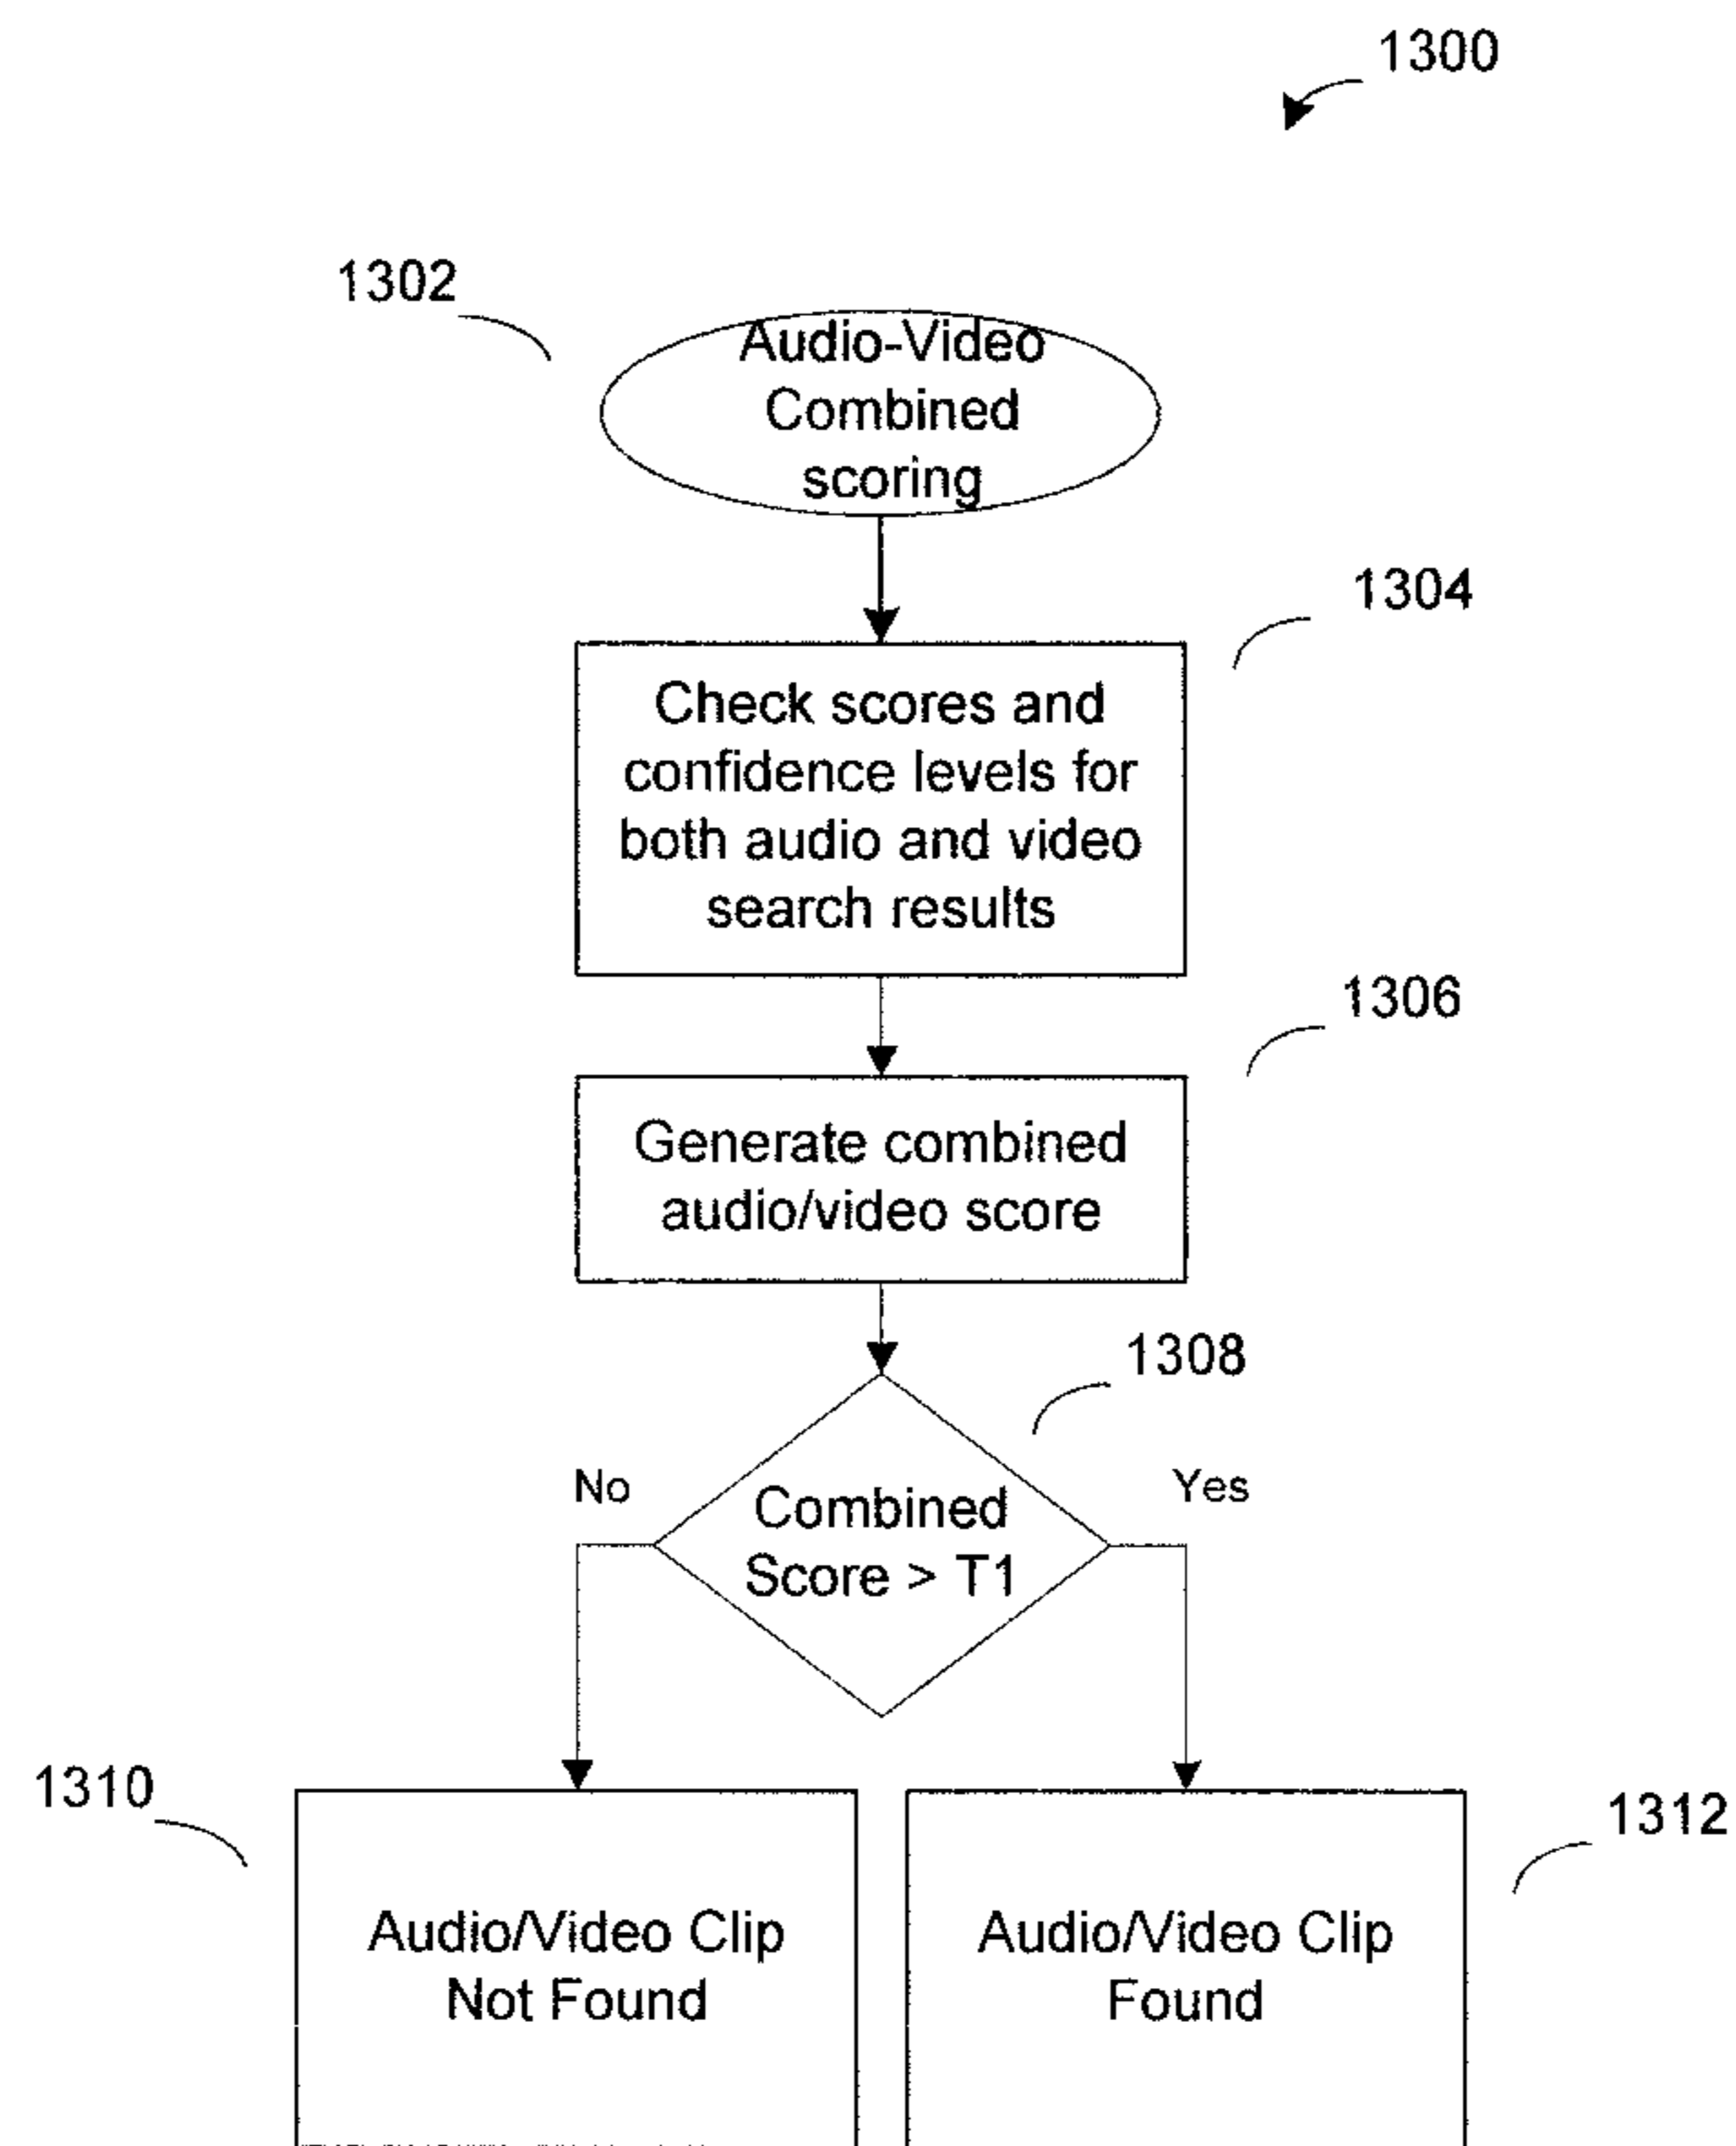 1300
1302
Audio-Video
Combined
scoring
1304
Check scores and
confidence levels for
both audio and video
search results
1306
Generate combined
audio/video score
1308
No
Yes
Combined
Score > T1
1310
1312
Audio/Video Clip
Not Found
Audio/Video Clip
Found